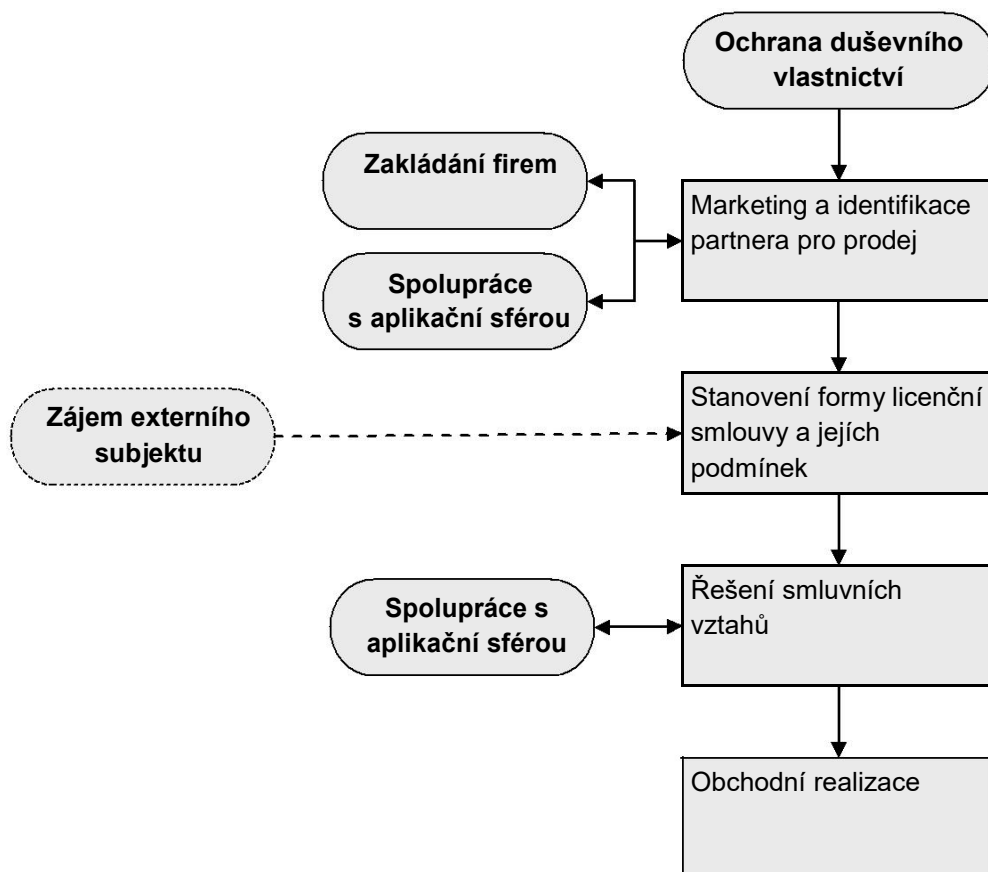 Ochrana duševního
vlastnictví
Zakládání firem
Marketing a identifikace
partnera pro prodej
Spolupráce
s aplikační sférou
Stanovení formy licenční
smlouvy a jejích
podmínek
Zájem externího
subjektu
Řešení smluvních
vztahů
Spolupráce s
aplikační sférou
Obchodní realizace